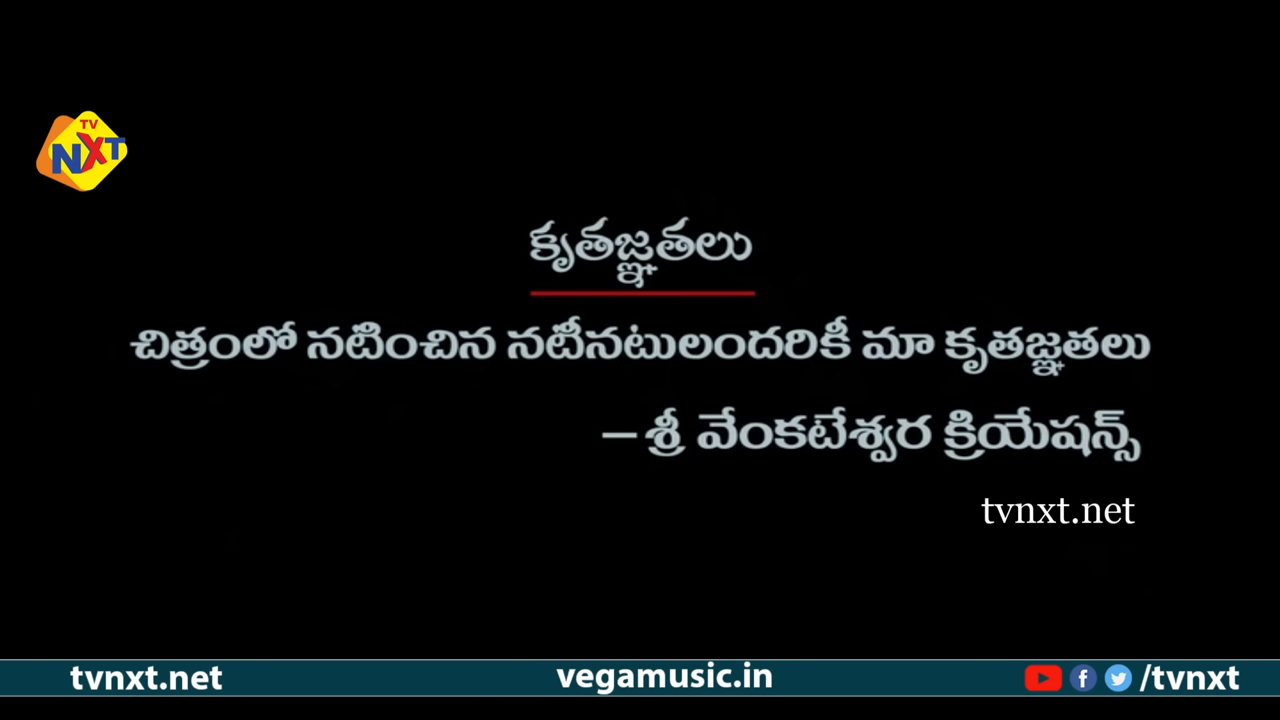 TV
NXT
కృతజ్ఞతలు
చిత్రంలో నటించిన నటీనటులందరికీ మా కృతజ్ఞతలు
– శ్రీ వేంకటేశ్వర క్రియేషన్స్
tvnxt.net
tvnxt.net vegamusic.in /tvnxt